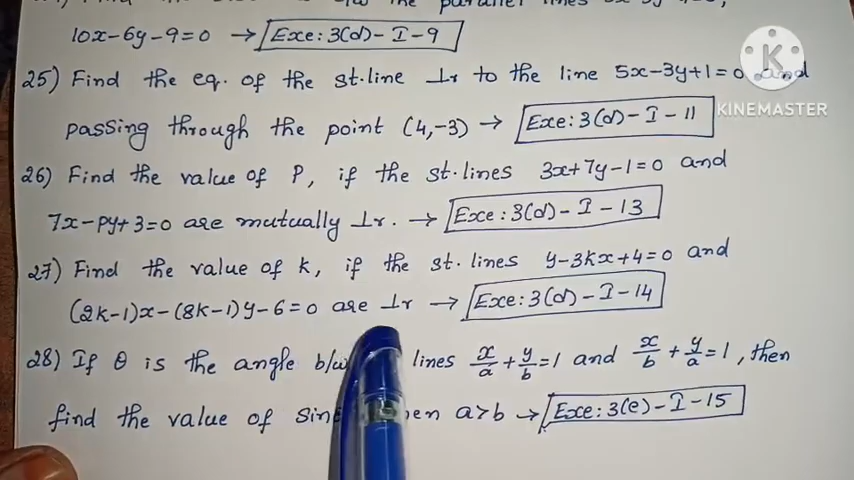 the parallel lines
10x-6y-9=0 → Exe: 3(d)-I-9
25) Find the eq. of the st.line ⊥r to the line 5x-3y+1=0 and
passing through the point (4,-3) → Exe: 3(d)-I-11
26) Find the value of P, if the st.lines 3x+7y-1=0 and
7x-py+3=0 are mutually ⊥r. → Exe: 3(d)-I-13
27) Find the value of k, if the st.lines y-3kx+4=0 and
(2k-1)x-(8k-1)y-6=0 are ⊥r → Exe: 3(d)-I-14
28) If θ is the angle b/w lines x/a+y/b=1 and x/b+y/a=1, then
find the value of sin a>b → Exe: 3(e)-I-15
K
KINEMASTER